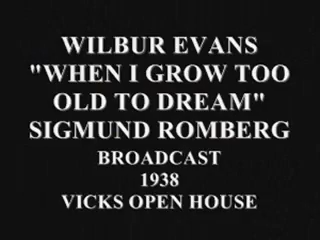 WILBUR EVANS
"WHEN I GROW TOO
OLD TO DREAM"
SIGMUND ROMBERG
BROADCAST
1938
VICKS OPEN HOUSE